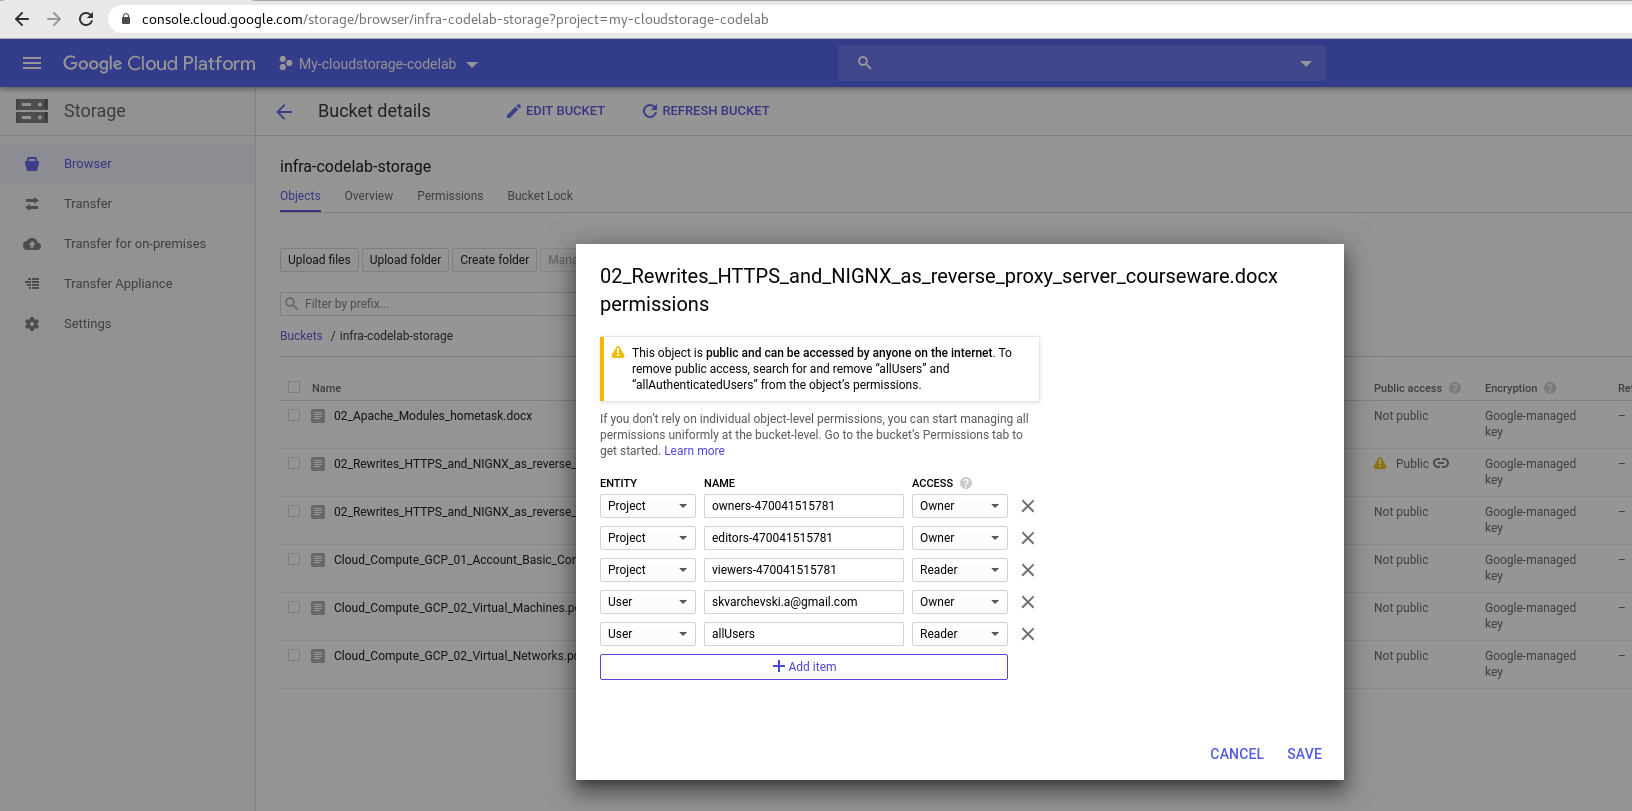 console.cloud.google.com/storage/browser/infra-codelab-storage?project=my-cloudstorage-codelab
Google Cloud Platform My-cloudstorage-codelab
Storage Bucket details EDIT BUCKET REFRESH BUCKET
Browser
Transfer
Transfer for on-premises
Transfer Appliance
Settings
infra-codelab-storage
Objects Overview Permissions Bucket Lock
Upload files Upload folder Create folder Mana
Filter by prefix...
Buckets / infra-codelab-storage
Name Public access ? Encryption ? Re
02_Apache_Modules_hometask.docx Not public Google-managed key –
02_Rewrites_HTTPS_and_NIGNX_as_reverse_ Public Google-managed key –
02_Rewrites_HTTPS_and_NIGNX_as_reverse_ Not public Google-managed key –
Cloud_Compute_GCP_01_Account_Basic_Cor Not public Google-managed key –
Cloud_Compute_GCP_02_Virtual_Machines.p Not public Google-managed key –
Cloud_Compute_GCP_02_Virtual_Networks.p Not public Google-managed key –
02_Rewrites_HTTPS_and_NIGNX_as_reverse_proxy_server_courseware.docx
permissions
This object is public and can be accessed by anyone on the internet. To
remove public access, search for and remove “allUsers” and
“allAuthenticatedUsers” from the object’s permissions.
If you don’t rely on individual object-level permissions, you can start managing all
permissions uniformly at the bucket-level. Go to the bucket’s Permissions tab to
get started. Learn more
ENTITY NAME ACCESS ?
Project owners-470041515781 Owner
Project editors-470041515781 Owner
Project viewers-470041515781 Reader
User skvarchevski.a@gmail.com Owner
User allUsers Reader
+ Add item
CANCEL SAVE